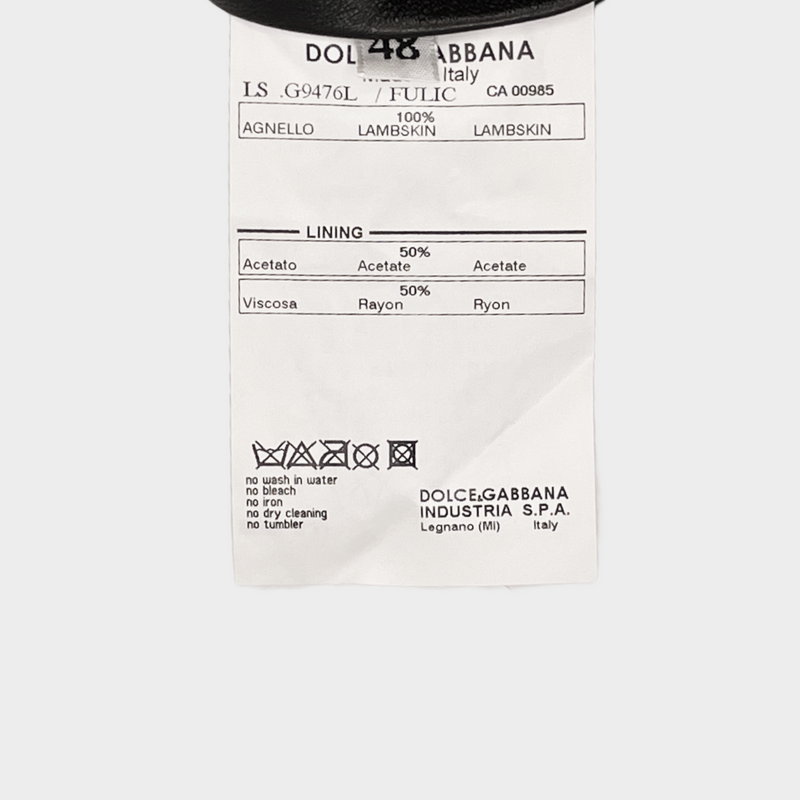 48
DOL ABBANA
Italy
LS .G9476L / FULIC CA 00985
100%
AGNELLO LAMBSKIN LAMBSKIN
LINING
50%
Acetato Acetate Acetate
50%
Viscosa Rayon Ryon
no wash in water
no bleach
no iron
no dry cleaning
no tumbler
DOLCE&GABBANA
INDUSTRIA S.P.A.
Legnano (MI) Italy